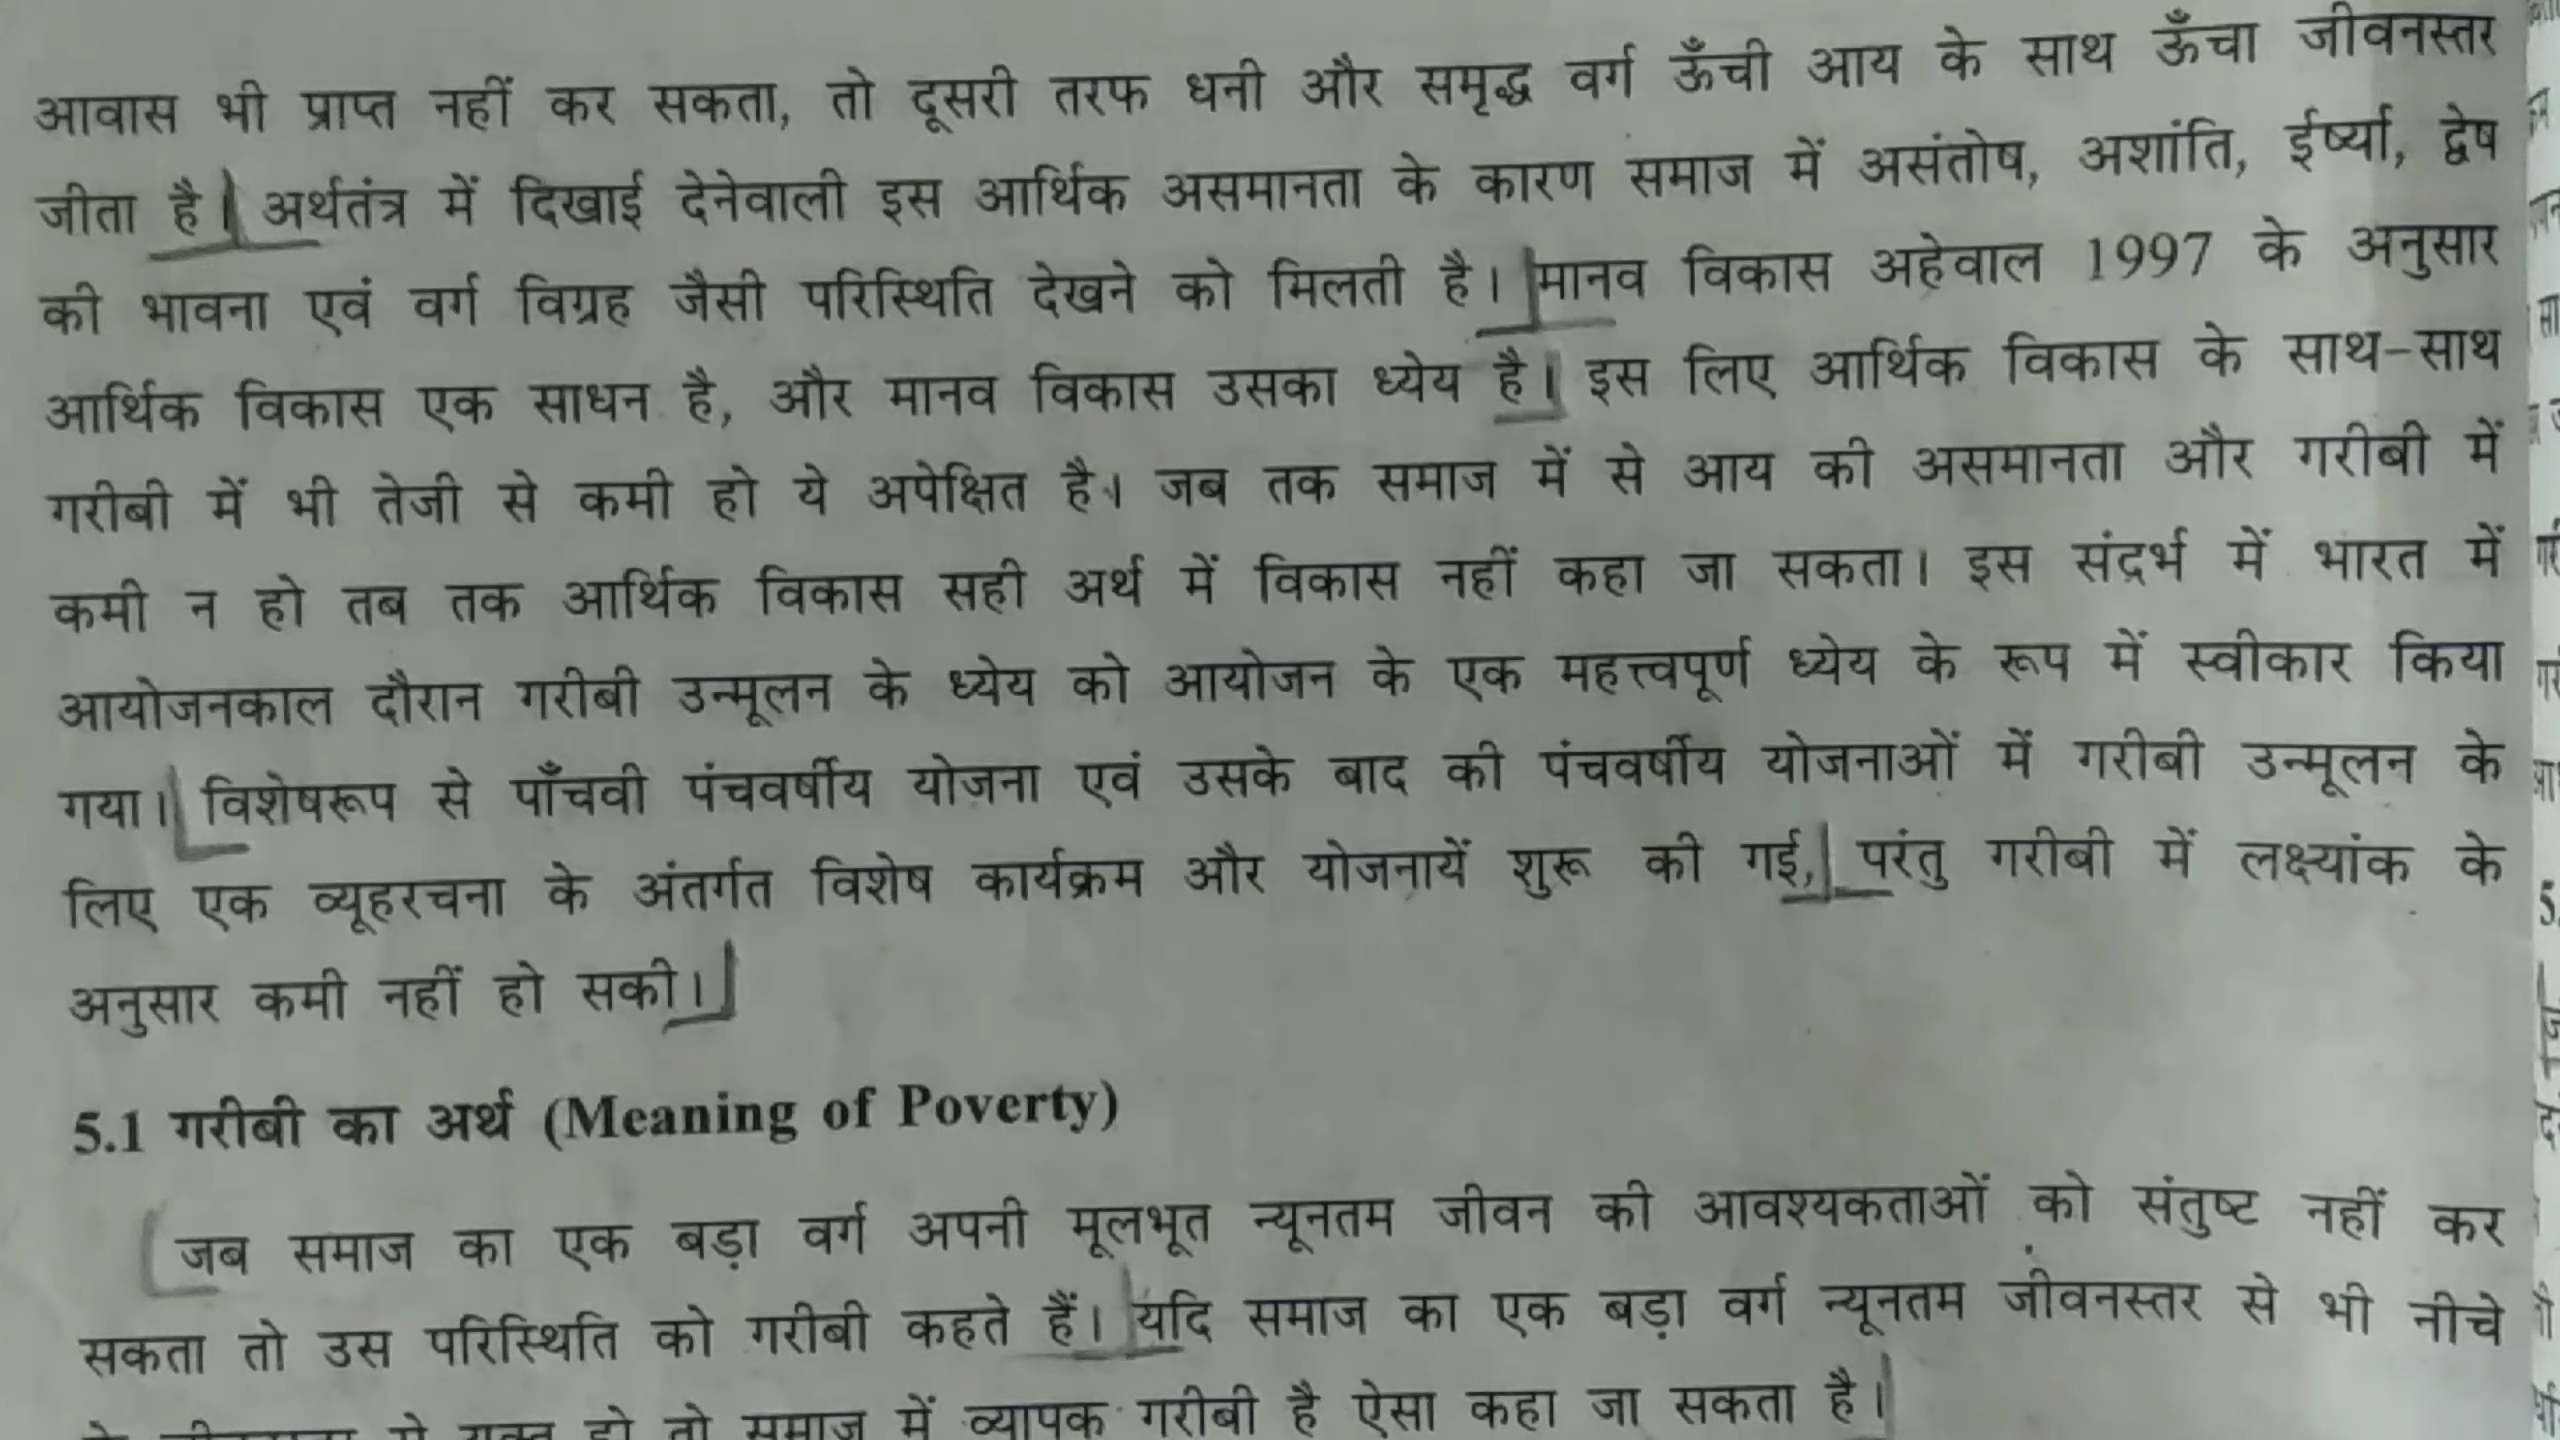 आवास भी प्राप्त नहीं कर सकता, तो दूसरी तरफ धनी और समृद्ध वर्ग ऊँची आय के साथ ऊँचा जीवनस्तर
जीता है। अर्थतंत्र में दिखाई देनेवाली इस आर्थिक असमानता के कारण समाज में असंतोष, अशांति, ईर्ष्या, द्वेष
की भावना एवं वर्ग विग्रह जैसी परिस्थिति देखने को मिलती है। मानव विकास अहेवाल 1997 के अनुसार
आर्थिक विकास एक साधन है, और मानव विकास उसका ध्येय है। इस लिए आर्थिक विकास के साथ-साथ
गरीबी में भी तेजी से कमी हो ये अपेक्षित है। जब तक समाज में से आय की असमानता और गरीबी में
कमी न हो तब तक आर्थिक विकास सही अर्थ में विकास नहीं कहा जा सकता। इस संदर्भ में भारत में
आयोजनकाल दौरान गरीबी उन्मूलन के ध्येय को आयोजन के एक महत्त्वपूर्ण ध्येय के रूप में स्वीकार किया
गया। विशेषरूप से पाँचवी पंचवर्षीय योजना एवं उसके बाद की पंचवर्षीय योजनाओं में गरीबी उन्मूलन के
लिए एक व्यूहरचना के अंतर्गत विशेष कार्यक्रम और योजनायें शुरू की गई, परंतु गरीबी में लक्ष्यांक के
अनुसार कमी नहीं हो सकी।
5.1 गरीबी का अर्थ (Meaning of Poverty)
जब समाज का एक बड़ा वर्ग अपनी मूलभूत न्यूनतम जीवन की आवश्यकताओं को संतुष्ट नहीं कर
सकता तो उस परिस्थिति को गरीबी कहते हैं। यदि समाज का एक बड़ा वर्ग न्यूनतम जीवनस्तर से भी नीचे
हो तो समाज में व्यापक गरीबी है ऐसा कहा जा सकता है।